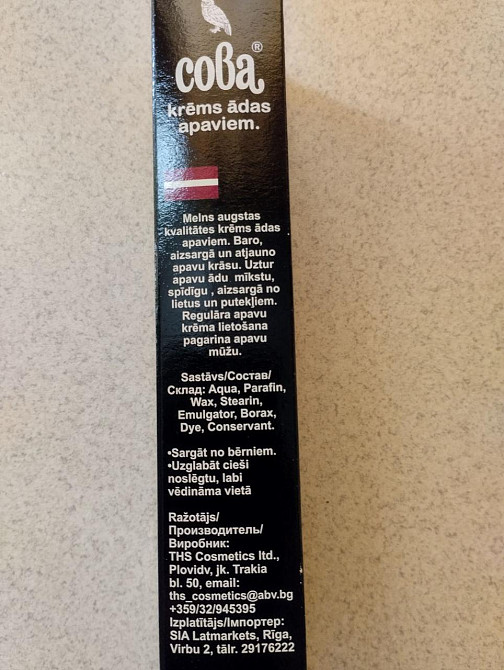 сова®
krēms ādas
apaviem.
Melns augstas
kvalitātes krēms ādas
apaviem. Baro,
aizsargā un atjauno
apavu krāsu. Uztur
apavu ādu mīkstu,
spīdīgu , aizsargā no
lietus un putekļiem.
Regulāra apavu
krēma lietošana
pagarina apavu
mūžu.
Sastāvs/Состав/
Склад: Aqua, Parafin,
Wax, Stearin,
Emulgator, Borax,
Dye, Conservant.
•Sargāt no bērniem.
•Uzglabāt cieši
noslēgtu, labi
vēdināma vietā
Ražotājs/
Производитель/
Виробник:
THS Cosmetics ltd.,
Plovidv, jk. Trakia
bl. 50, email:
ths_cosmetics@abv.bg
+359/32/945395
Izplatītājs/Імпортер:
SIA Latmarkets, Rīga,
Virbu 2, tālr. 29176222